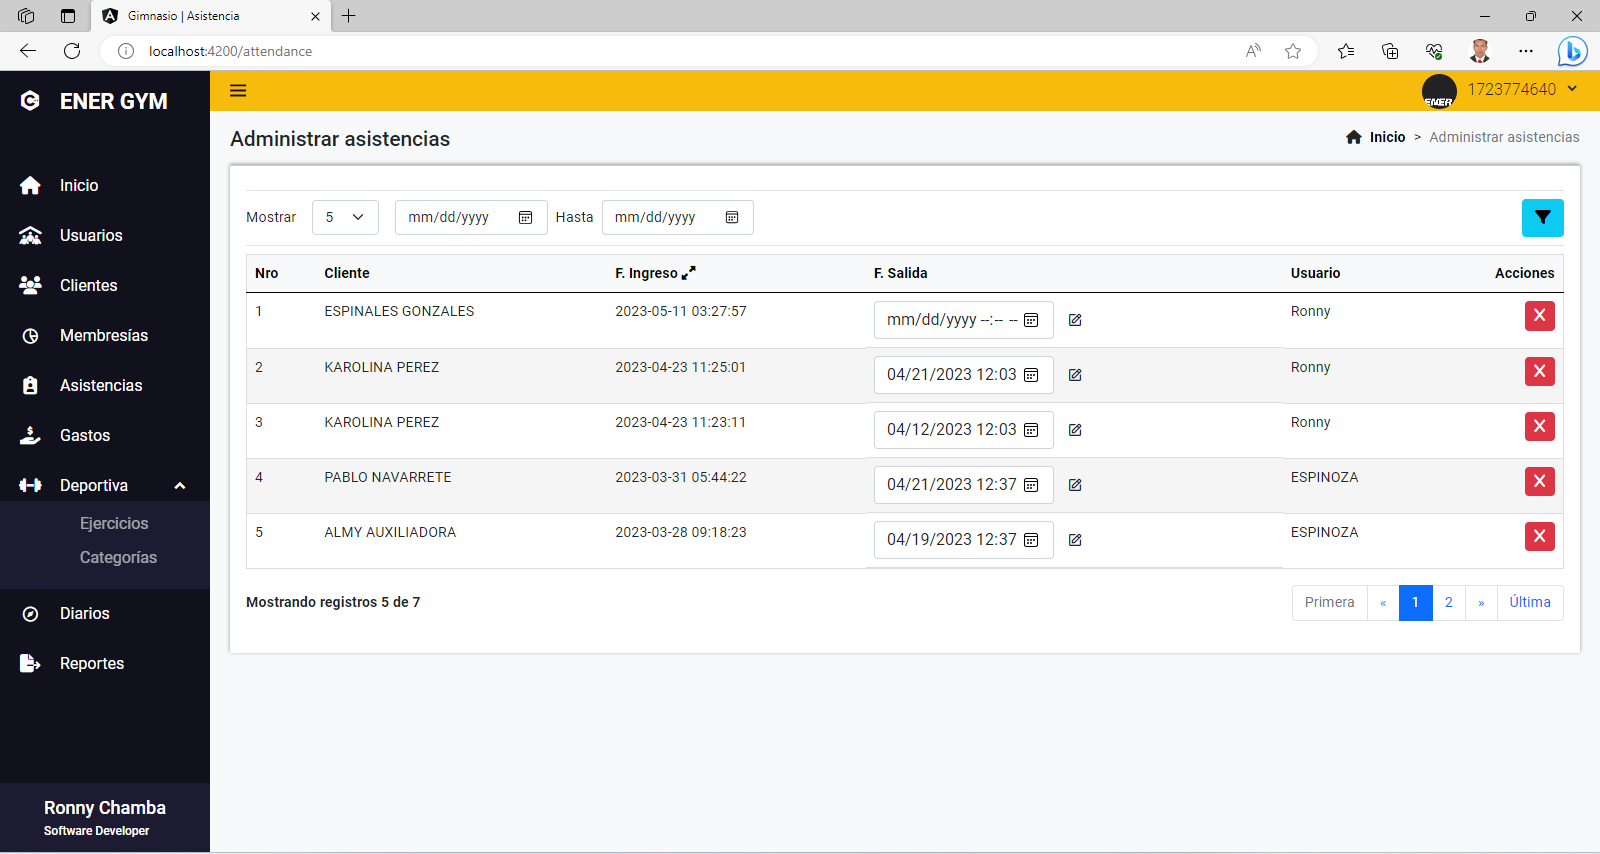 Gimnasio | Asistencia
localhost:4200/attendance
ENER GYM
ENER
1723774640
Administrar asistencias
Inicio > Administrar asistencias
Inicio
Usuarios
Clientes
Membresías
Asistencias
Gastos
Deportiva
Ejercicios
Categorías
Diarios
Reportes
Ronny Chamba
Software Developer
Mostrar 5 mm/dd/yyyy Hasta mm/dd/yyyy
Nro Cliente F. Ingreso F. Salida Usuario Acciones
1 ESPINALES GONZALES 2023-05-11 03:27:57 mm/dd/yyyy --:-- -- Ronny X
2 KAROLINA PEREZ 2023-04-23 11:25:01 04/21/2023 12:03 Ronny X
3 KAROLINA PEREZ 2023-04-23 11:23:11 04/12/2023 12:03 Ronny X
4 PABLO NAVARRETE 2023-03-31 05:44:22 04/21/2023 12:37 ESPINOZA X
5 ALMY AUXILIADORA 2023-03-28 09:18:23 04/19/2023 12:37 ESPINOZA X
Mostrando registros 5 de 7
Primera « 1 2 » Última